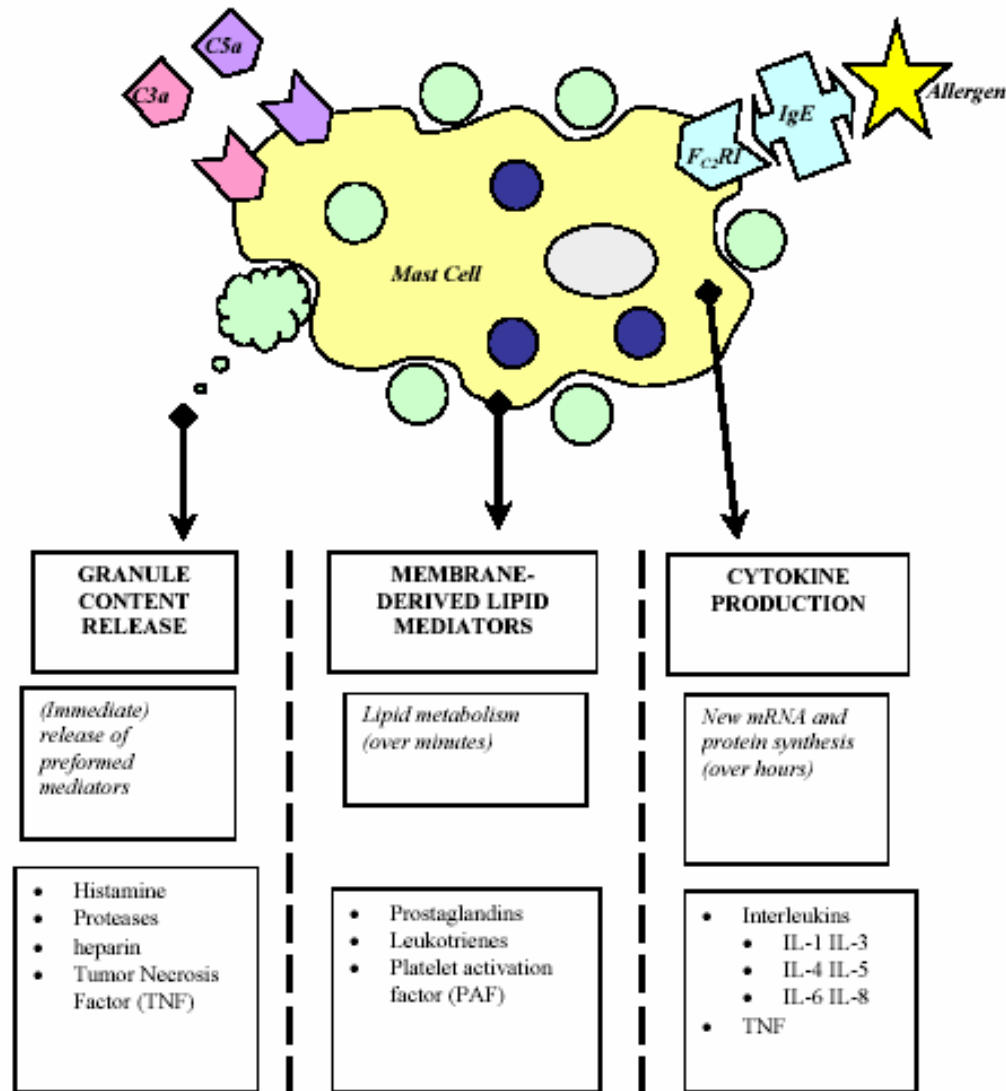 C5a
C3a
Allergen
IgE
F_C2RI
Mast Cell
GRANULE
CONTENT
RELEASE
(Immediate)
release of
preformed
mediators
• Histamine
• Proteases
• heparin
• Tumor Necrosis
Factor (TNF)
MEMBRANE-
DERIVED LIPID
MEDIATORS
Lipid metabolism
(over minutes)
• Prostaglandins
• Leukotrienes
• Platelet activation
factor (PAF)
CYTOKINE
PRODUCTION
New mRNA and
protein synthesis
(over hours)
• Interleukins
• IL-1 IL-3
• IL-4 IL-5
• IL-6 IL-8
• TNF